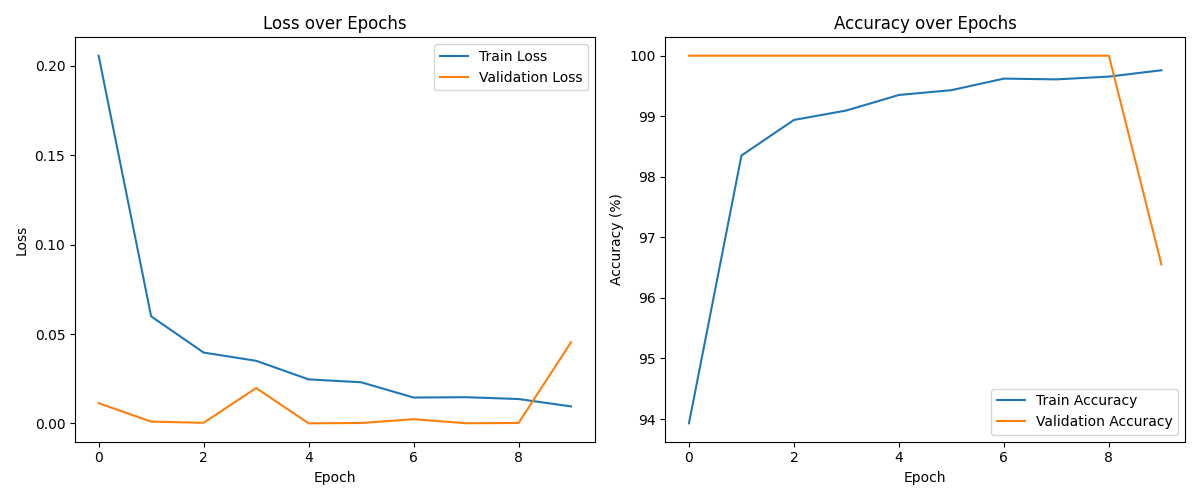 Loss over Epochs
Train Loss
Validation Loss
0.20
0.15
0.10
0.05
0.00
Loss
0 2 4 6 8
Epoch
Accuracy over Epochs
100
99
98
97
96
95
94
Accuracy (%)
Train Accuracy
Validation Accuracy
0 2 4 6 8
Epoch